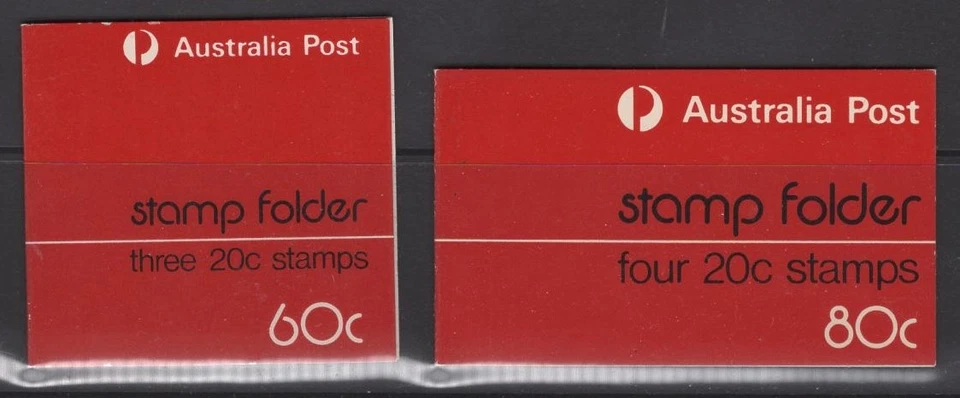 Australia Post
stamp folder
three 20c stamps
60c
Australia Post
stamp folder
four 20c stamps
80c